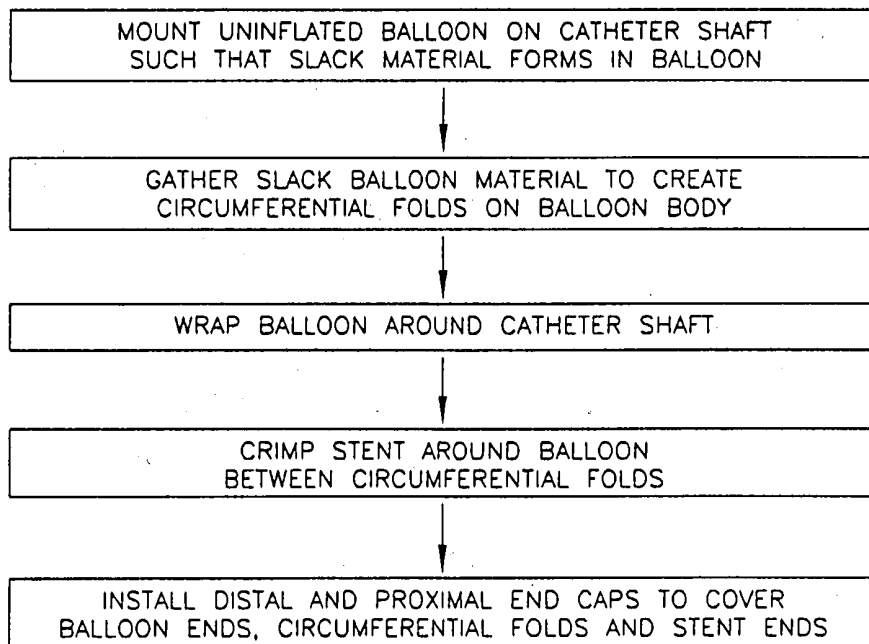 MOUNT UNINFLATED BALLOON ON CATHETER SHAFT
SUCH THAT SLACK MATERIAL FORMS IN BALLOON
GATHER SLACK BALLOON MATERIAL TO CREATE
CIRCUMFERENTIAL FOLDS ON BALLOON BODY
WRAP BALLOON AROUND CATHETER SHAFT
CRIMP STENT AROUND BALLOON
BETWEEN CIRCUMFERENTIAL FOLDS
INSTALL DISTAL AND PROXIMAL END CAPS TO COVER
BALLOON ENDS, CIRCUMFERENTIAL FOLDS AND STENT ENDS